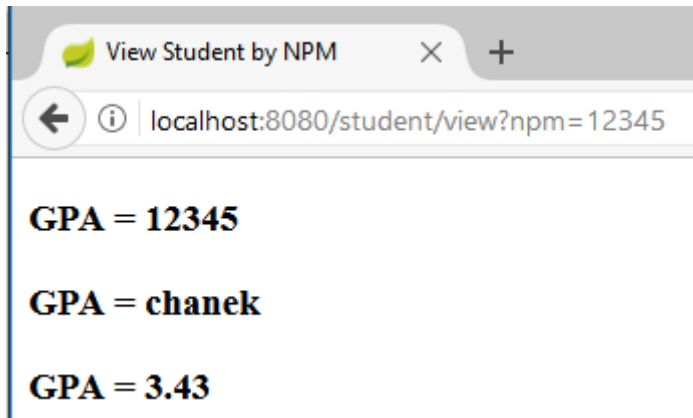 View Student by NPM
localhost:8080/student/view?npm=12345
GPA = 12345
GPA = chanek
GPA = 3.43